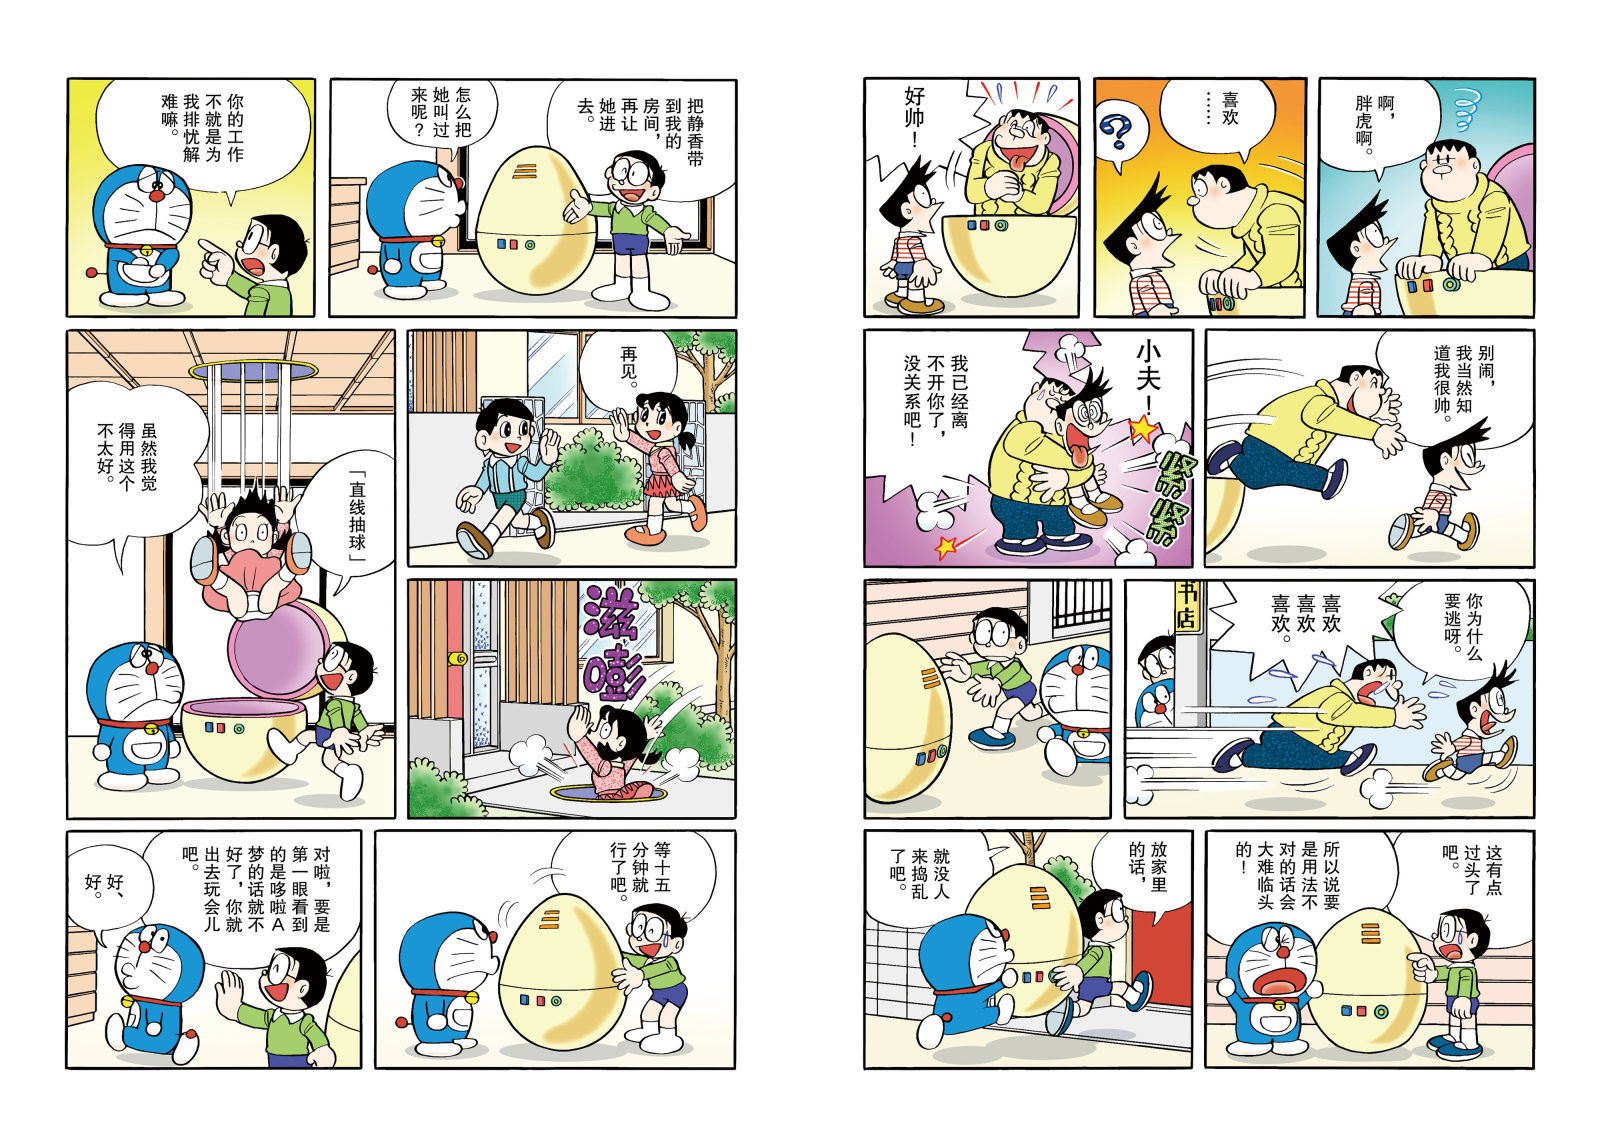 啊，
胖虎啊。
喜欢
……
?
好帅！
别闹，
我当然知
道我很帅。
小夫！
我已经离
不开你了，
没关系吧！
紧紧
你为什么
要逃呀。
喜欢
喜欢
喜欢。
书店
这有点
过头了
吧。
所以说要
是用法不
对的话会
大难临头
的！
放家里
的话，
就没人
来捣乱
了吧。
把静香带
到我的
房间，
再让
她进
去。
怎么把
她叫过
来呢？
你的工作
不就是为
我排忧解
难嘛。
再见。
滋嘭
「直线抽球」
虽然我觉
得用这个
不太好。
等十五
分钟就
行了吧。
对啦，要是
第一眼看到
的是哆啦A
梦的话就不
好了，你就
出去玩会儿
吧。
好、
好。